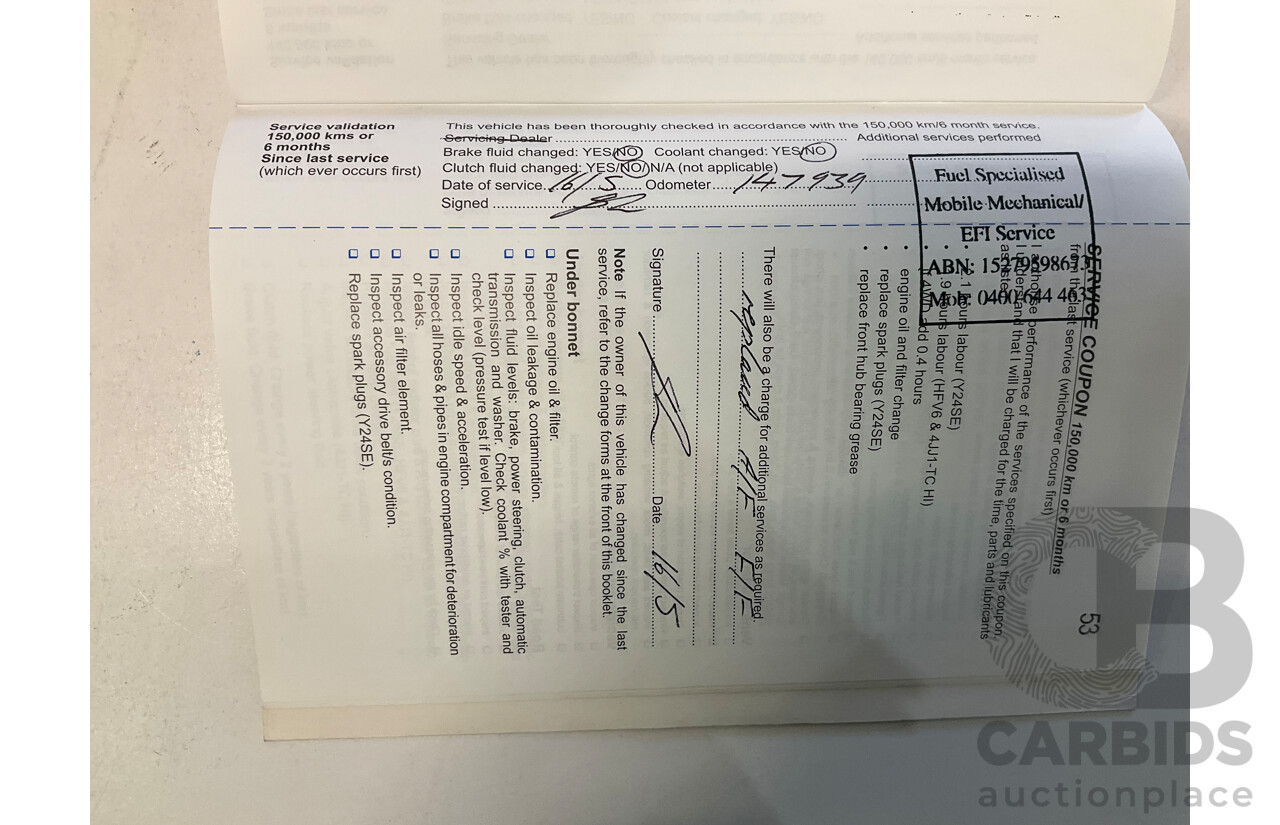 Service validation
150,000 kms or
6 months
Since last service
(which ever occurs first)
This vehicle has been thoroughly checked in accordance with the 150,000 km/6 month service.
Servicing Dealer Additional services performed
Brake fluid changed: YES/NO Coolant changed: YES/NO
Clutch fluid changed: YES/NO/N/A (not applicable)
Date of service 16/5 Odometer 147939
Signed
Fuel Specialised
Mobile Mechanical/
EFI Service
ABN:
Mob: 0400 644 463
SERVICE COUPON 150,000 km or 6 months
last service (whichever occurs first)
53
performance of the services specified on this coupon,
and that I will be charged for the time, parts and lubricants
hours labour (Y24SE)
hours labour (HFV6 & 4JJ1-TC HI)
add 0.4 hours
• engine oil and filter change
• replace spark plugs (Y24SE)
• replace front hub bearing grease
There will also be a charge for additional services as required.
replaced A/F E/F
Signature Date 16/5
Note If the owner of this vehicle has changed since the last
service, refer to the change forms at the front of this booklet.
Under bonnet
Replace engine oil & filter.
Inspect oil leakage & contamination.
Inspect fluid levels: brake, power steering, clutch, automatic
transmission and washer. Check coolant % with tester and
check level (pressure test if level low).
Inspect idle speed & acceleration.
Inspect all hoses & pipes in engine compartment for deterioration
or leaks.
Inspect air filter element.
Inspect accessory drive belt/s condition.
Replace spark plugs (Y24SE).
CARBIDS
auctionplace